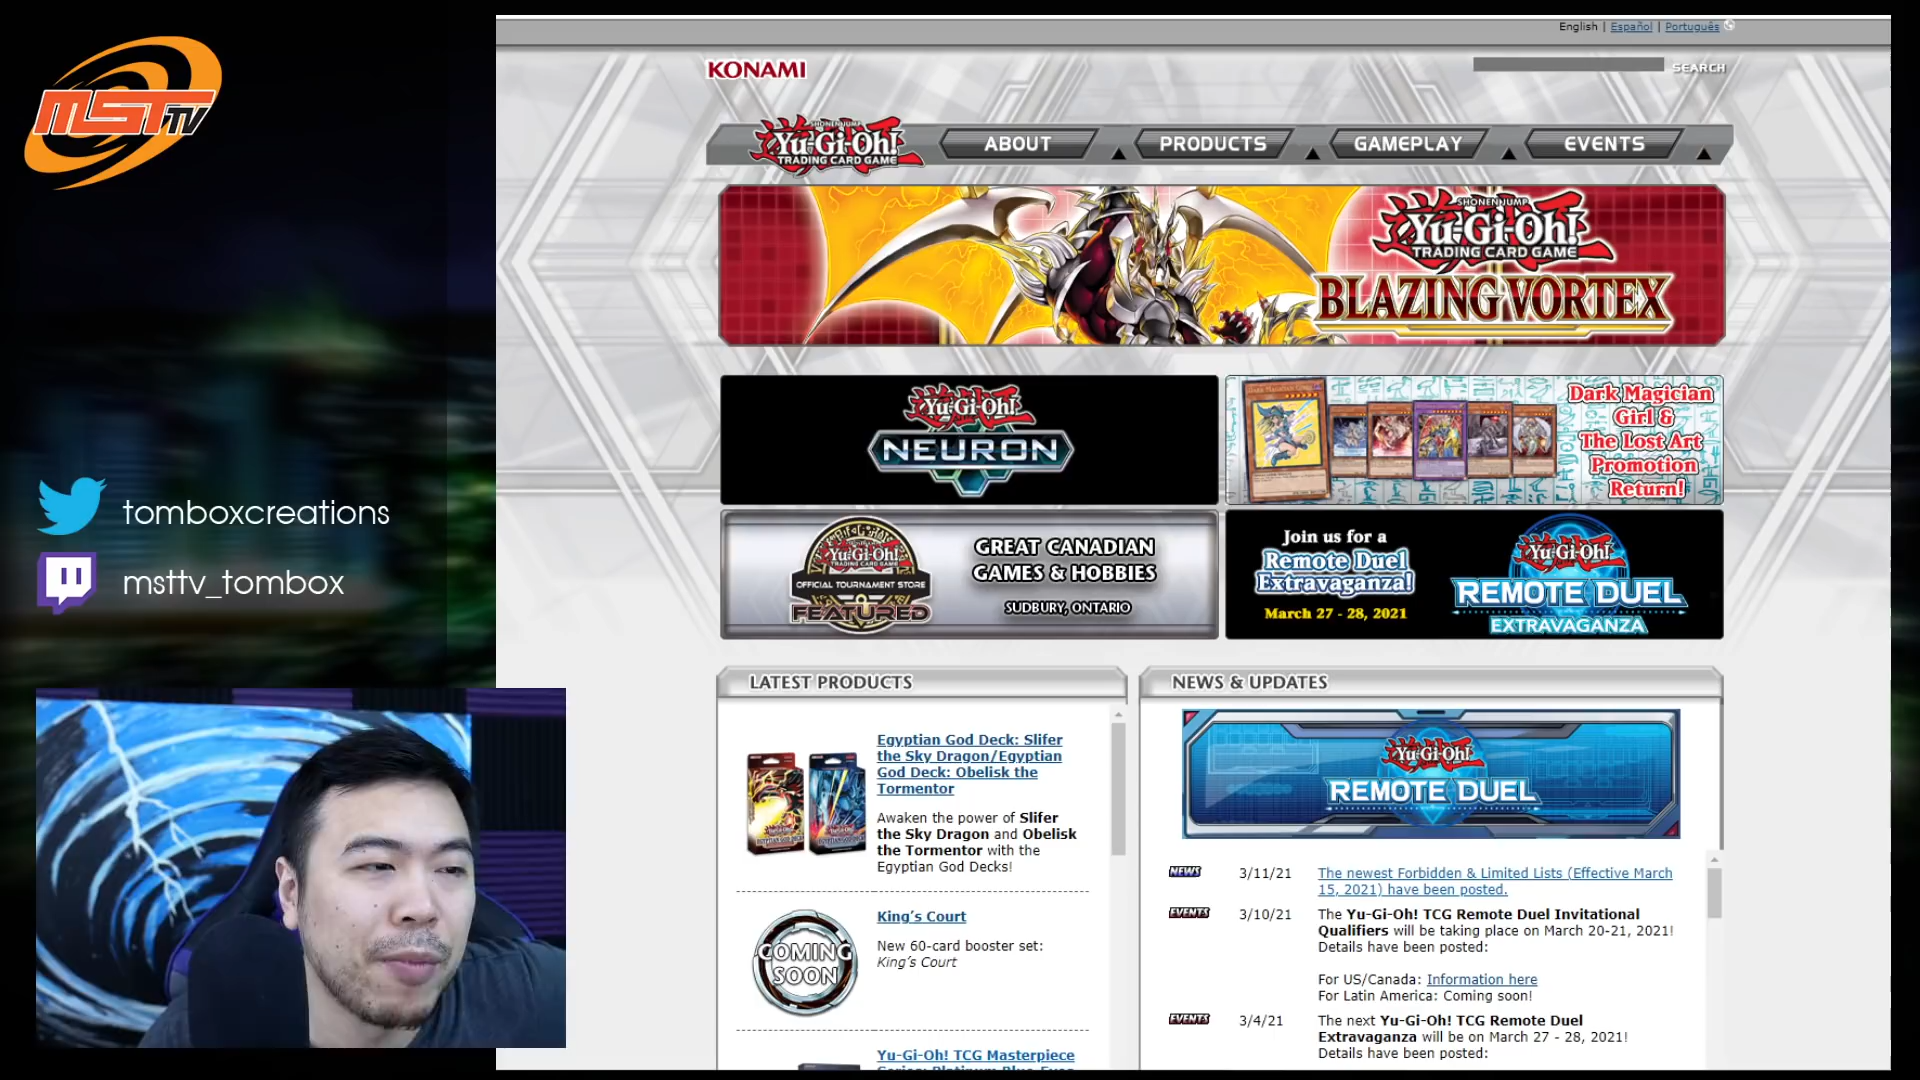 MST TV
tomboxcreations
msttv_tombox
English | Español | Português
KONAMI
SEARCH
SHONEN JUMP
Yu-Gi-Oh!
TRADING CARD GAME
ABOUT
PRODUCTS
GAMEPLAY
EVENTS
SHONEN JUMP
Yu-Gi-Oh!
TRADING CARD GAME
BLAZING VORTEX
Yu-Gi-Oh!
NEURON
Dark Magician
Girl &
The Lost Art
Promotion
Return!
Yu-Gi-Oh!
TRADING CARD GAME
OFFICIAL TOURNAMENT STORE
FEATURED
GREAT CANADIAN
GAMES & HOBBIES
SUDBURY, ONTARIO
Join us for a
Remote Duel
Extravaganza!
March 27 - 28, 2021
Yu-Gi-Oh!
REMOTE DUEL
EXTRAVAGANZA
LATEST PRODUCTS
Egyptian God Deck: Slifer
the Sky Dragon/Egyptian
God Deck: Obelisk the
Tormentor
Awaken the power of Slifer
the Sky Dragon and Obelisk
the Tormentor with the
Egyptian God Decks!
COMING
SOON
King's Court
New 60-card booster set:
King's Court
Yu-Gi-Oh! TCG Masterpiece
NEWS & UPDATES
Yu-Gi-Oh!
REMOTE DUEL
NEWS 3/11/21 The newest Forbidden & Limited Lists (Effective March
15, 2021) have been posted.
EVENTS 3/10/21 The Yu-Gi-Oh! TCG Remote Duel Invitational
Qualifiers will be taking place on March 20-21, 2021!
Details have been posted:
For US/Canada: Information here
For Latin America: Coming soon!
EVENTS 3/4/21 The next Yu-Gi-Oh! TCG Remote Duel
Extravaganza will be on March 27 - 28, 2021!
Details have been posted: